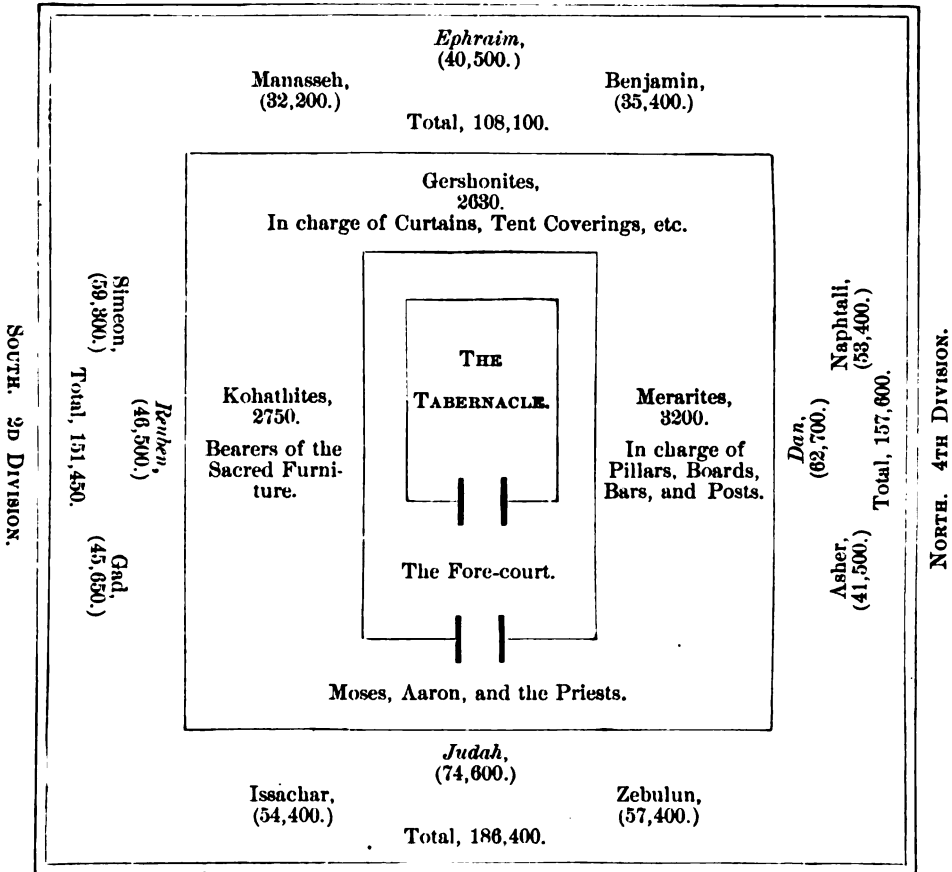 Ephraim,
(40,500.)
Manasseh,
(32,200.)
Benjamin,
(35,400.)
Total, 108,100.
Gershonites,
2630.
In charge of Curtains, Tent Coverings, etc.
SOUTH. 2D DIVISION.
Simeon,
(59,300.)
Total, 151,450.
Reuben,
(46,500.)
Gad,
(45,650.)
Kohathites,
2750.
Bearers of the
Sacred Furni-
ture.
THE
TABERNACLE.
Merarites,
3200.
In charge of
Pillars, Boards,
Bars, and Posts.
Naphtali,
(53,400.)
Dan,
(62,700.)
Total, 157,600.
Asher,
(41,500.)
NORTH. 4TH DIVISION.
The Fore-court.
Moses, Aaron, and the Priests.
Judah,
(74,600.)
Issachar,
(54,400.)
Zebulun,
(57,400.)
Total, 186,400.